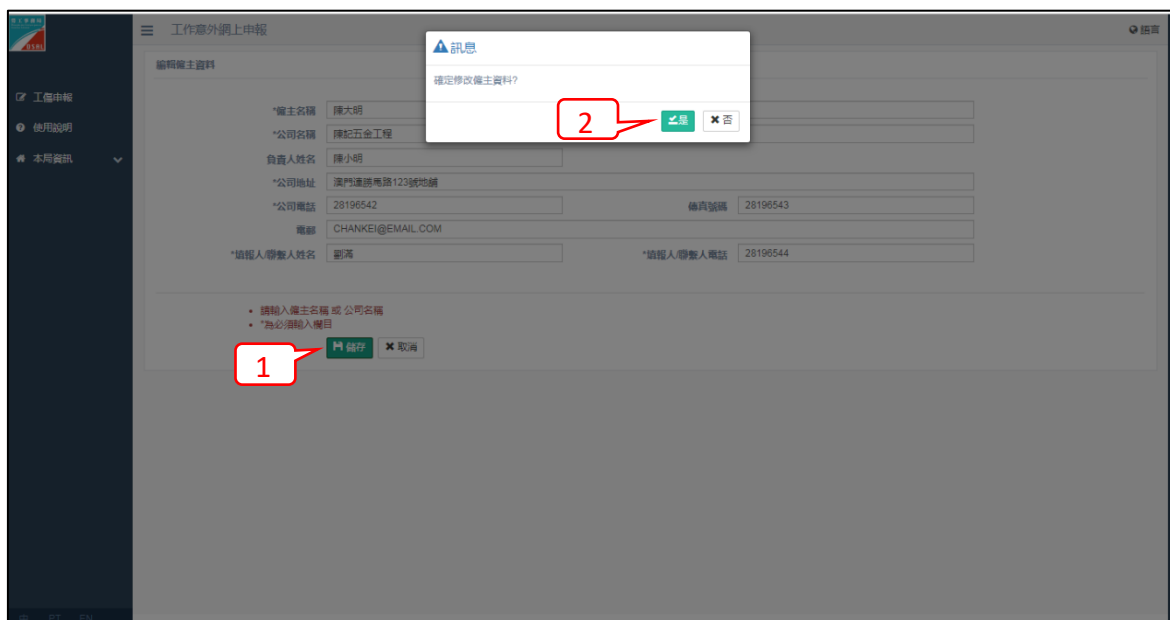 DSAL
工作意外網上申報
語言
訊息
編輯僱主資料
確定修改僱主資料?
工傷申報
*僱主名稱 陳大明
2
是 否
使用說明
*公司名稱 陳記五金工程
本局資訊
負責人姓名 陳小明
*公司地址 澳門連勝馬路123號地舖
*公司電話 28196542 傳真號碼 28196543
電郵 CHANKEI@EMAIL.COM
*填報人/聯繫人姓名 劉滿 *填報人/聯繫人電話 28196544
請輸入僱主名稱 或 公司名稱
*為必須輸入欄目
儲存 取消
1
PT EN